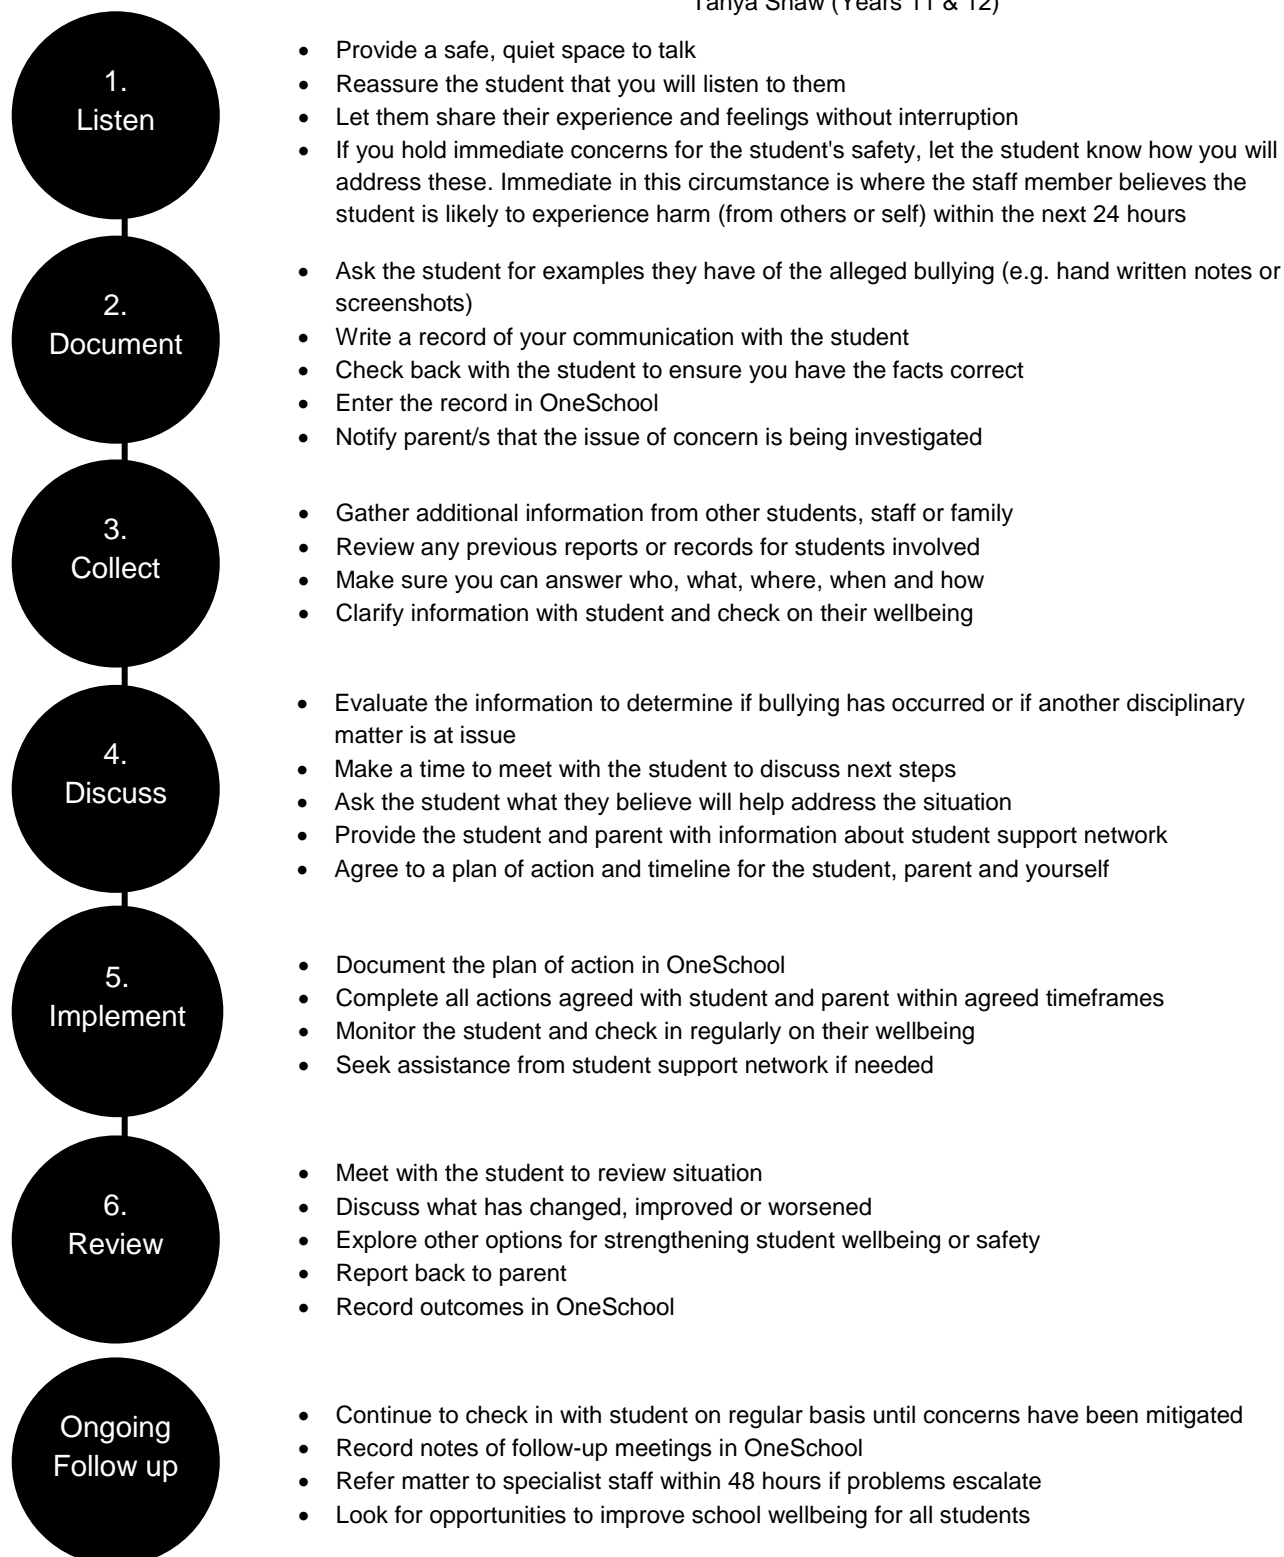 Tanya Shaw (Years 11 & 12)
1.
Listen
• Provide a safe, quiet space to talk
• Reassure the student that you will listen to them
• Let them share their experience and feelings without interruption
• If you hold immediate concerns for the student's safety, let the student know how you will
address these. Immediate in this circumstance is where the staff member believes the
student is likely to experience harm (from others or self) within the next 24 hours
2.
Document
• Ask the student for examples they have of the alleged bullying (e.g. hand written notes or
screenshots)
• Write a record of your communication with the student
• Check back with the student to ensure you have the facts correct
• Enter the record in OneSchool
• Notify parent/s that the issue of concern is being investigated
3.
Collect
• Gather additional information from other students, staff or family
• Review any previous reports or records for students involved
• Make sure you can answer who, what, where, when and how
• Clarify information with student and check on their wellbeing
4.
Discuss
• Evaluate the information to determine if bullying has occurred or if another disciplinary
matter is at issue
• Make a time to meet with the student to discuss next steps
• Ask the student what they believe will help address the situation
• Provide the student and parent with information about student support network
• Agree to a plan of action and timeline for the student, parent and yourself
5.
Implement
• Document the plan of action in OneSchool
• Complete all actions agreed with student and parent within agreed timeframes
• Monitor the student and check in regularly on their wellbeing
• Seek assistance from student support network if needed
6.
Review
• Meet with the student to review situation
• Discuss what has changed, improved or worsened
• Explore other options for strengthening student wellbeing or safety
• Report back to parent
• Record outcomes in OneSchool
Ongoing
Follow up
• Continue to check in with student on regular basis until concerns have been mitigated
• Record notes of follow-up meetings in OneSchool
• Refer matter to specialist staff within 48 hours if problems escalate
• Look for opportunities to improve school wellbeing for all students